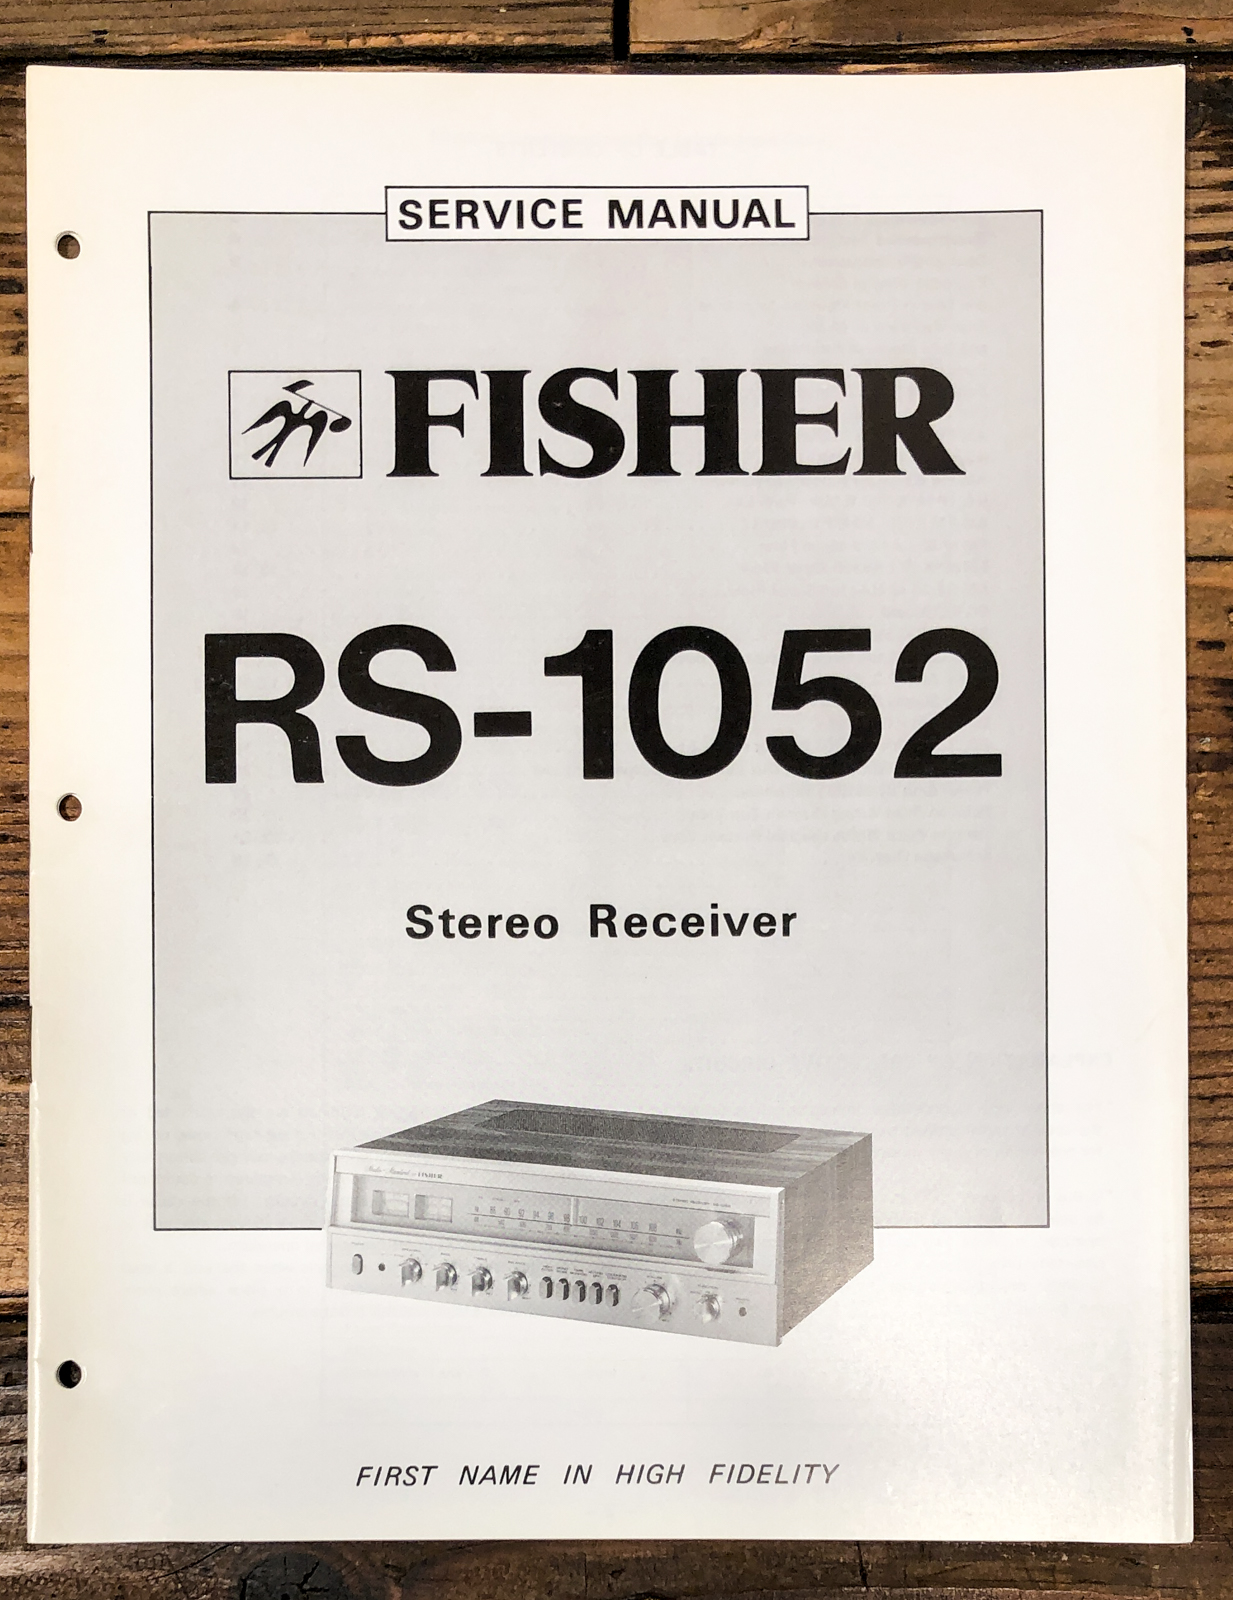 SERVICE MANUAL
FISHER
RS-1052
Stereo Receiver
FISHER
FIRST NAME IN HIGH FIDELITY